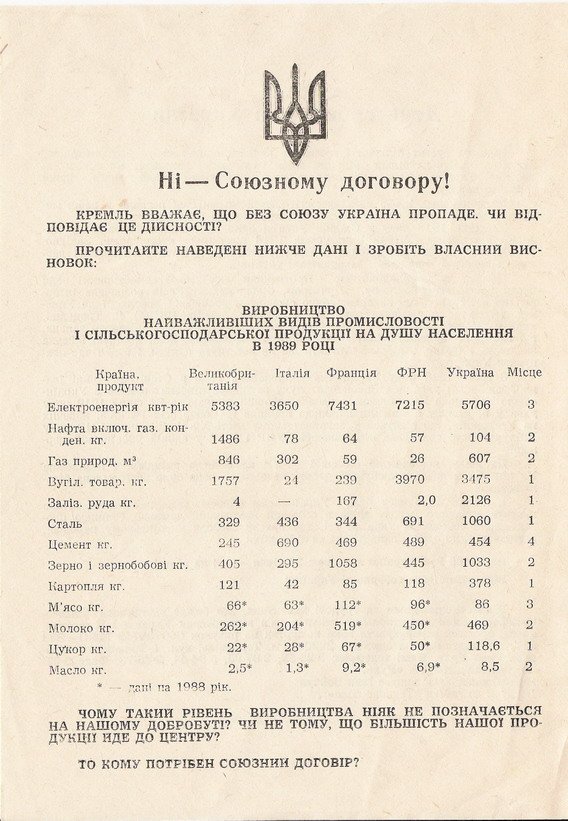 Ні — Союзному договору!
КРЕМЛЬ ВВАЖАЄ, ЩО БЕЗ СОЮЗУ УКРАЇНА ПРОПАДЕ. ЧИ ВІД-
ПОВІДАЄ ЦЕ ДІЙСНОСТІ?
ПРОЧИТАЙТЕ НАВЕДЕНІ НИЖЧЕ ДАНІ І ЗРОБІТЬ ВЛАСНИЙ ВИС-
НОВОК:
ВИРОБНИЦТВО
НАЙВАЖЛИВІШИХ ВИДІВ ПРОМИСЛОВОСТІ
І СІЛЬСЬКОГОСПОДАРСЬКОЇ ПРОДУКЦІЇ НА ДУШУ НАСЕЛЕННЯ
В 1989 РОЦІ
Країна. Великобри- Італія Франція ФРН Україна Місце
продукт танія
Електроенергія квт-рік 5383 3650 7431 7215 5706 3
Нафта включ. газ. кон-
ден. кг. 1486 78 64 57 104 2
Газ природ. м³ 846 302 59 26 607 2
Вугіл. товар. кг. 1757 24 239 3970 3475 1
Заліз. руда кг. 4 — 167 2,0 2126 1
Сталь 329 436 344 691 1060 1
Цемент кг. 245 690 469 489 454 4
Зерно і зернобобові кг. 405 295 1058 445 1033 2
Картопля кг. 121 42 85 118 378 1
М'ясо кг. 66* 63* 112* 96* 86 3
Молоко кг. 262* 204* 519* 450* 469 2
Цукор кг. 22* 28* 67* 50* 118,6 1
Масло кг. 2,5* 1,3* 9,2* 6,9* 8,5 2
* — дані на 1988 рік.
ЧОМУ ТАКИЙ РІВЕНЬ ВИРОБНИЦТВА НІЯК НЕ ПОЗНАЧАЄТЬСЯ
НА НАШОМУ ДОБРОБУТІ? ЧИ НЕ ТОМУ, ЩО БІЛЬШІСТЬ НАШОЇ ПРО-
ДУКЦІЇ ЙДЕ ДО ЦЕНТРУ?
ТО КОМУ ПОТРІБЕН СОЮЗНИЙ ДОГОВІР?